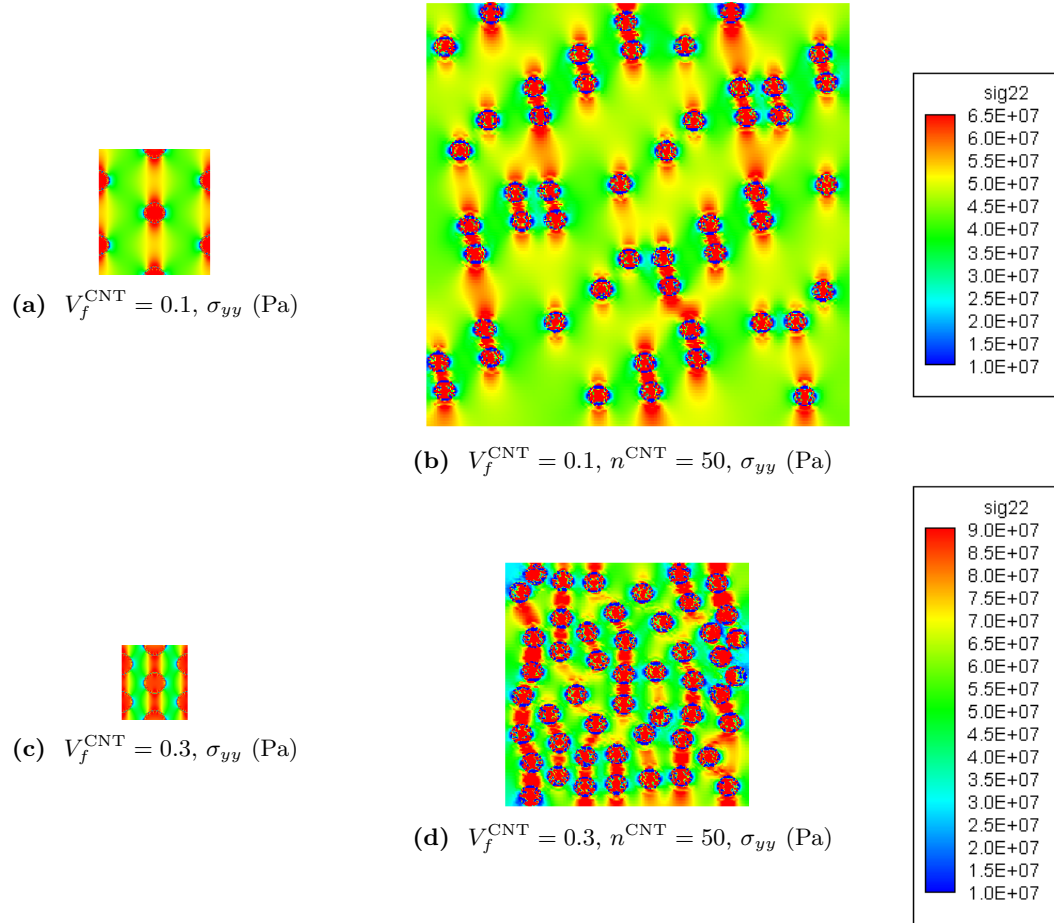 sig22
6.5E+07
6.0E+07
5.5E+07
5.0E+07
4.5E+07
4.0E+07
3.5E+07
3.0E+07
2.5E+07
2.0E+07
1.5E+07
1.0E+07
(a) V_f^CNT = 0.1, σ_yy (Pa)
(b) V_f^CNT = 0.1, n^CNT = 50, σ_yy (Pa)
sig22
9.0E+07
8.5E+07
8.0E+07
7.5E+07
7.0E+07
6.5E+07
6.0E+07
5.5E+07
5.0E+07
4.5E+07
4.0E+07
3.5E+07
3.0E+07
2.5E+07
2.0E+07
1.5E+07
1.0E+07
(c) V_f^CNT = 0.3, σ_yy (Pa)
(d) V_f^CNT = 0.3, n^CNT = 50, σ_yy (Pa)